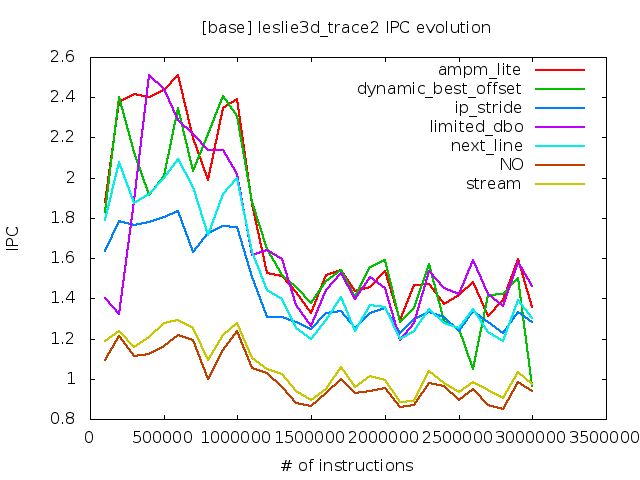 [base] leslie3d_trace2 IPC evolution
2.6
2.4
2.2
2
1.8
1.6
1.4
1.2
1
0.8
IPC
ampm_lite
dynamic_best_offset
ip_stride
limited_dbo
next_line
NO
stream
0 500000 1000000 1500000 2000000 2500000 3000000 3500000
# of instructions